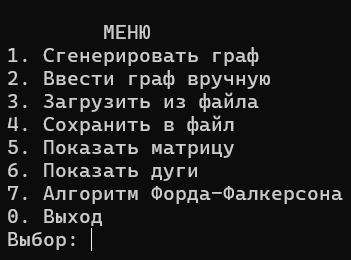 МЕНЮ
1. Сгенерировать граф
2. Ввести граф вручную
3. Загрузить из файла
4. Сохранить в файл
5. Показать матрицу
6. Показать дуги
7. Алгоритм Форда-Фалкерсона
0. Выход
Выбор: